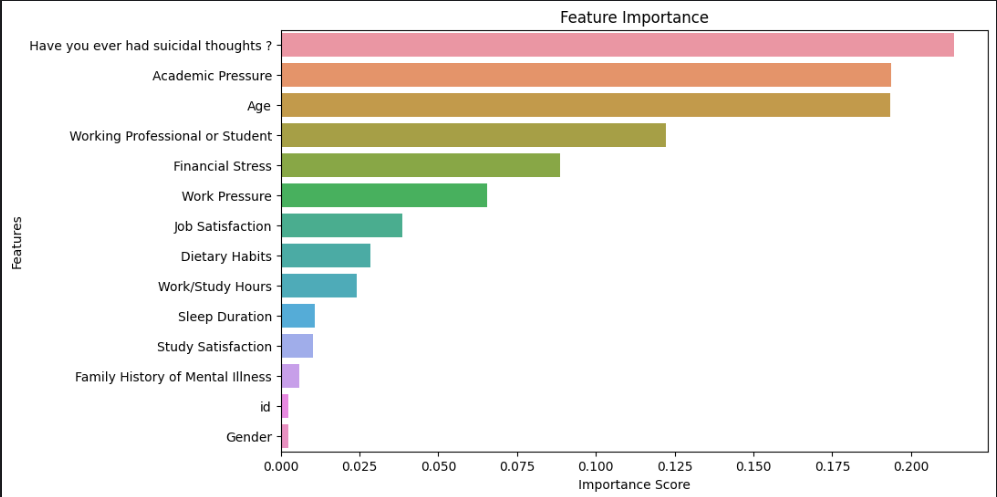 Feature Importance
Have you ever had suicidal thoughts ?
Academic Pressure
Age
Working Professional or Student
Financial Stress
Work Pressure
Job Satisfaction
Dietary Habits
Work/Study Hours
Sleep Duration
Study Satisfaction
Family History of Mental Illness
id
Gender
Features
0.000 0.025 0.050 0.075 0.100 0.125 0.150 0.175 0.200
Importance Score